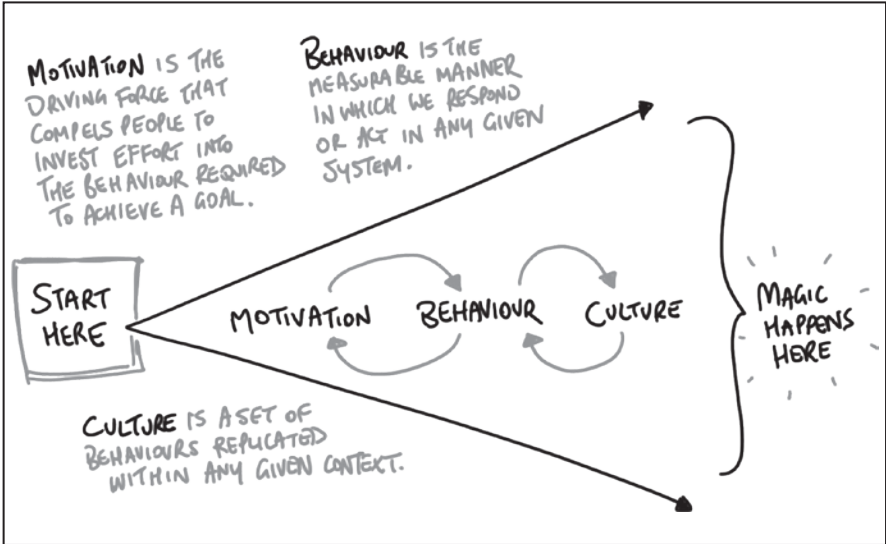 MOTIVATION IS THE
DRIVING FORCE THAT
COMPELS PEOPLE TO
INVEST EFFORT INTO
THE BEHAVIOUR REQUIRED
TO ACHIEVE A GOAL.
BEHAVIOUR IS THE
MEASURABLE MANNER
IN WHICH WE RESPOND
OR ACT IN ANY GIVEN
SYSTEM.
START
HERE
MOTIVATION
BEHAVIOUR
CULTURE
MAGIC
HAPPENS
HERE
CULTURE IS A SET OF
BEHAVIOURS REPLICATED
WITHIN ANY GIVEN CONTEXT.